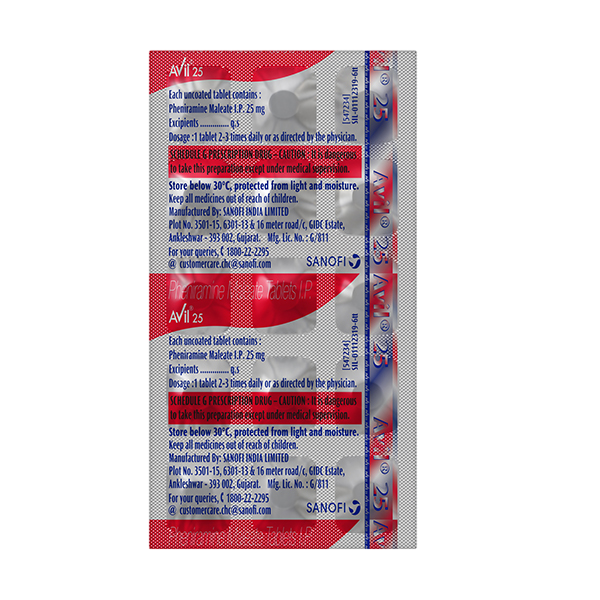 Avil 25
Each uncoated tablet contains :
Pheniramine Maleate I.P. 25 mg
Excipients .............. q.s
Dosage :1 tablet 2-3 times daily or as directed by the physician.
SCHEDULE G PRESCRIPTION DRUG - CAUTION : It is dangerous
to take this preparation except under medical supervision.
Store below 30°C, protected from light and moisture.
Keep all medicines out of reach of children.
Manufactured By: SANOFI INDIA LIMITED
Plot No. 3501-15, 6301-13 & 16 meter road/c, GIDC Estate,
Ankleshwar - 393 002, Gujarat. Mfg. Lic. No. : G/811
For your queries, 1800-22-2295
@ customercare.chc@sanofi.com
SANOFI
[547234]
SIL-01112319-6tt
Pheniramine Maleate Tablets I.P.
Avil® 25
Each uncoated tablet contains :
Pheniramine Maleate I.P. 25 mg
Excipients .............. q.s
Dosage :1 tablet 2-3 times daily or as directed by the physician.
SCHEDULE G PRESCRIPTION DRUG - CAUTION : It is dangerous
to take this preparation except under medical supervision.
Store below 30°C, protected from light and moisture.
Keep all medicines out of reach of children.
Manufactured By: SANOFI INDIA LIMITED
Plot No. 3501-15, 6301-13 & 16 meter road/c, GIDC Estate,
Ankleshwar - 393 002, Gujarat. Mfg. Lic. No. : G/811
For your queries, 1800-22-2295
@ customercare.chc@sanofi.com
SANOFI
[547234]
SIL-01112319-6tt
Pheniramine Maleate Tablets I.P.
25 Avil ® 25 Avil ® 25 Avil ® 25 Av